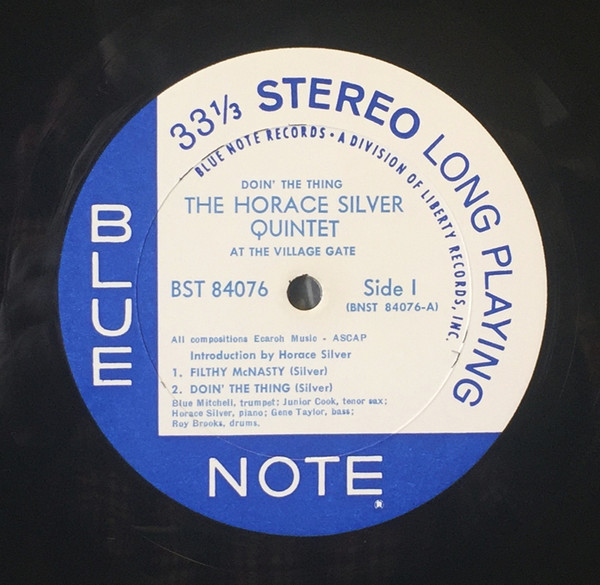 33⅓ STEREO LONG PLAYING
BLUE NOTE RECORDS • A DIVISION OF LIBERTY RECORDS, INC.
DOIN' THE THING
THE HORACE SILVER
QUINTET
AT THE VILLAGE GATE
BST 84076
Side I
(BNST 84076-A)
All compositions Ecaroh Music - ASCAP
Introduction by Horace Silver
1. FILTHY McNASTY (Silver)
2. DOIN' THE THING (Silver)
Blue Mitchell, trumpet; Junior Cook, tenor sax;
Horace Silver, piano; Gene Taylor, bass;
Roy Brooks, drums.
BLUE
NOTE
®